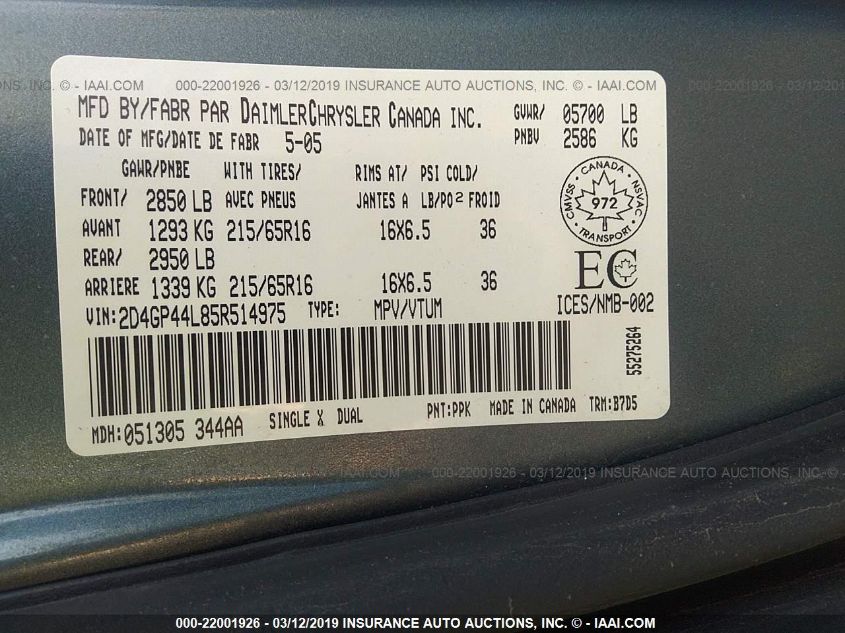 © - IAAI.COM 000-22001926 - 03/12/2019 INSURANCE AUTO AUCTIONS, INC. © - IAAI.COM
MFD BY/FABR PAR DAIMLERCHRYSLER CANADA INC. GVWR/ 05700 LB
DATE OF MFG/DATE DE FABR 5-05 PNBV 2586 KG
GAWR/PNBE WITH TIRES/ RIMS AT/ PSI COLD/
FRONT/ 2850 LB AVEC PNEUS JANTES A LB/PO2 FROID
AVANT 1293 KG 215/65R16 16X6.5 36
REAR/ 2950 LB
ARRIERE 1339 KG 215/65R16 16X6.5 36
CANADA
CMVSS 972 NSVAC
TRANSPORT
EC
ICES/NMB-002
VIN:2D4GP44L85R514975 TYPE: MPV/VTUM
55275264
MDH:051305 344AA SINGLE X DUAL PNT:PPK MADE IN CANADA TRM:B7D5
© - IAAI.COM 000-22001926 - 03/12/2019 INSURANCE AUTO AUCTIONS, INC. © - IAAI.COM
000-22001926 - 03/12/2019 INSURANCE AUTO AUCTIONS, INC. © - IAAI.COM